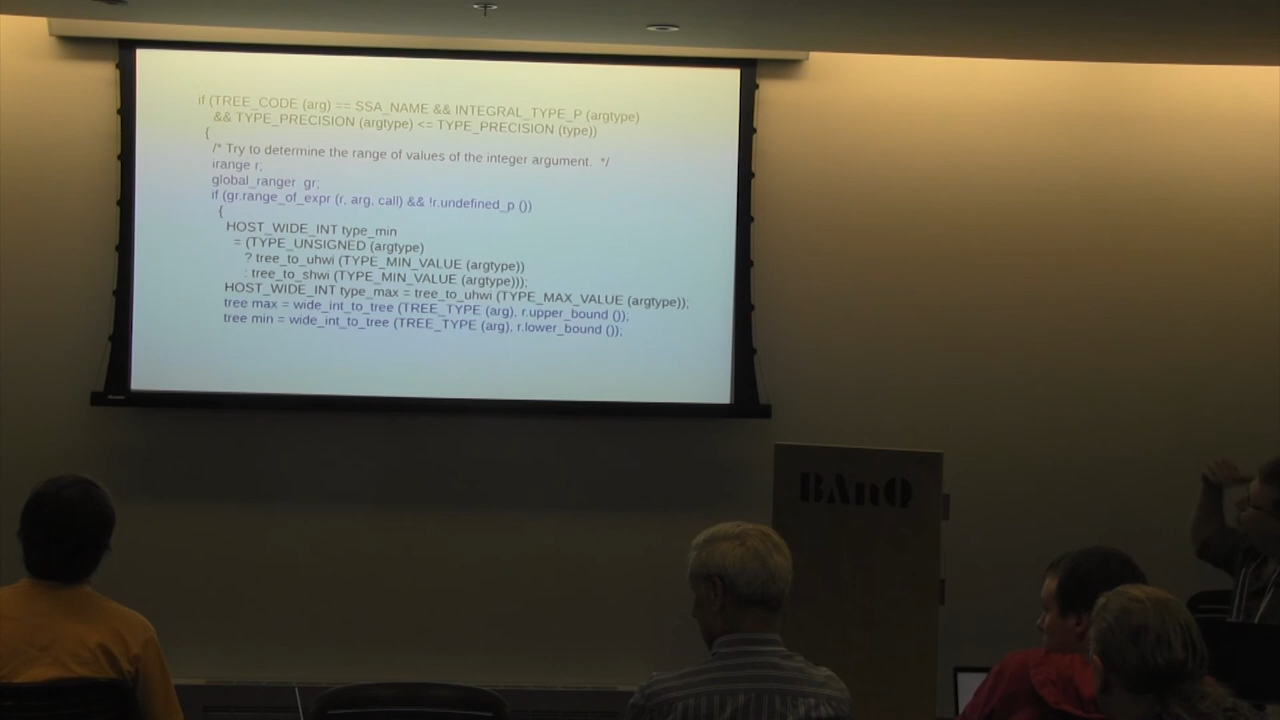 if (TREE_CODE (arg) == SSA_NAME && INTEGRAL_TYPE_P (argtype)
&& TYPE_PRECISION (argtype) <= TYPE_PRECISION (type))
{
/* Try to determine the range of values of the integer argument.  */
irange r;
global_ranger gr;
if (gr.range_of_expr (r, arg, call) && !r.undefined_p ())
{
HOST_WIDE_INT type_min
= (TYPE_UNSIGNED (argtype)
? tree_to_uhwi (TYPE_MIN_VALUE (argtype))
: tree_to_shwi (TYPE_MIN_VALUE (argtype)));
HOST_WIDE_INT type_max = tree_to_uhwi (TYPE_MAX_VALUE (argtype));
tree max = wide_int_to_tree (TREE_TYPE (arg), r.upper_bound ());
tree min = wide_int_to_tree (TREE_TYPE (arg), r.lower_bound ());
BAnQ